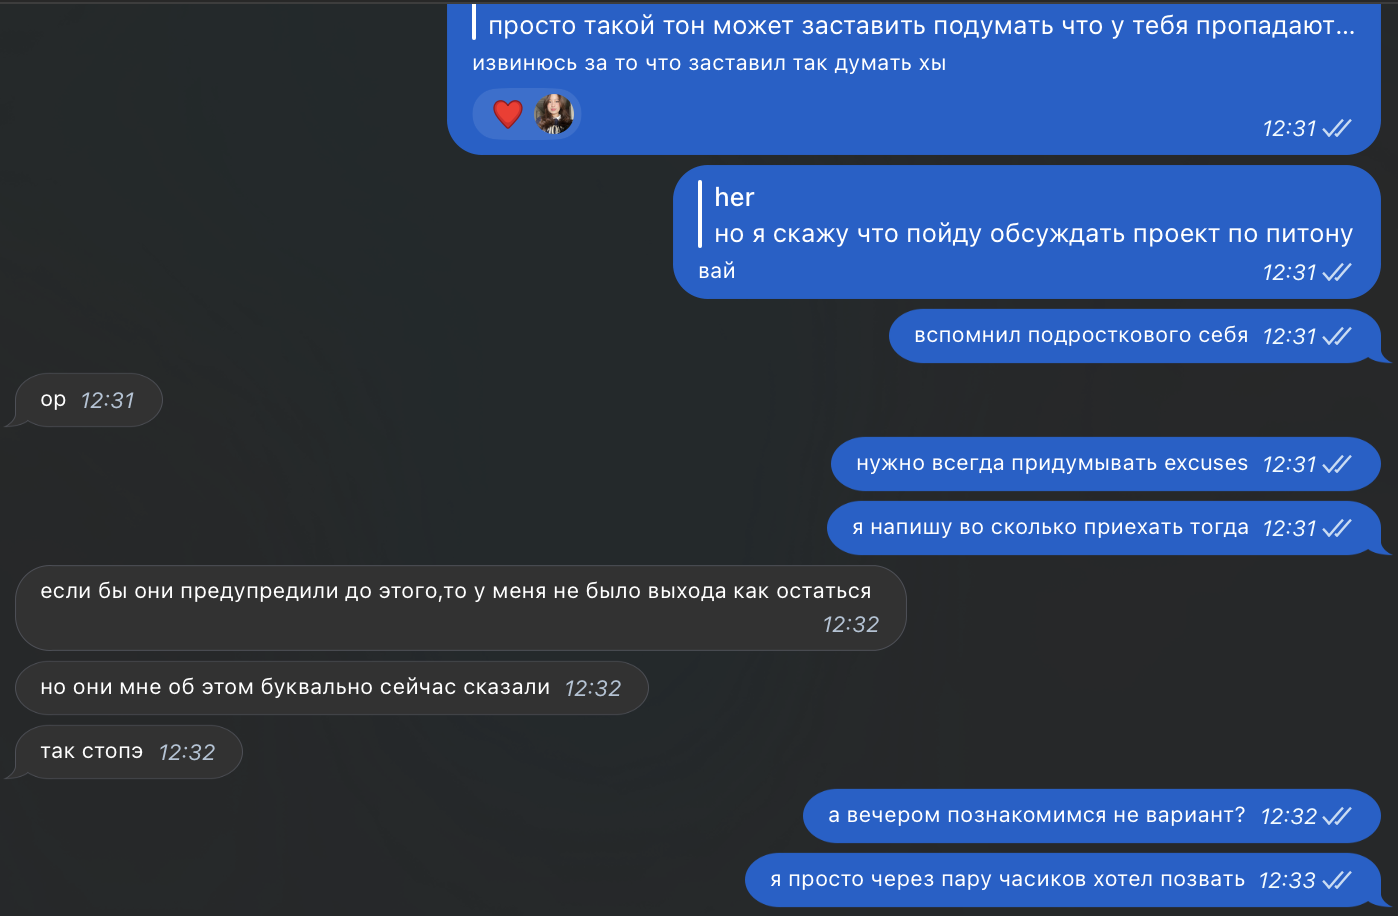 просто такой тон может заставить подумать что у тебя пропадают...
извинюсь за то что заставил так думать хы
12:31
her
но я скажу что пойду обсуждать проект по питону
вай 12:31
вспомнил подросткового себя 12:31
ор 12:31
нужно всегда придумывать excuses 12:31
я напишу во сколько приехать тогда 12:31
если бы они предупредили до этого,то у меня не было выхода как остаться
12:32
но они мне об этом буквально сейчас сказали 12:32
так стопэ 12:32
а вечером познакомимся не вариант? 12:32
я просто через пару часиков хотел позвать 12:33